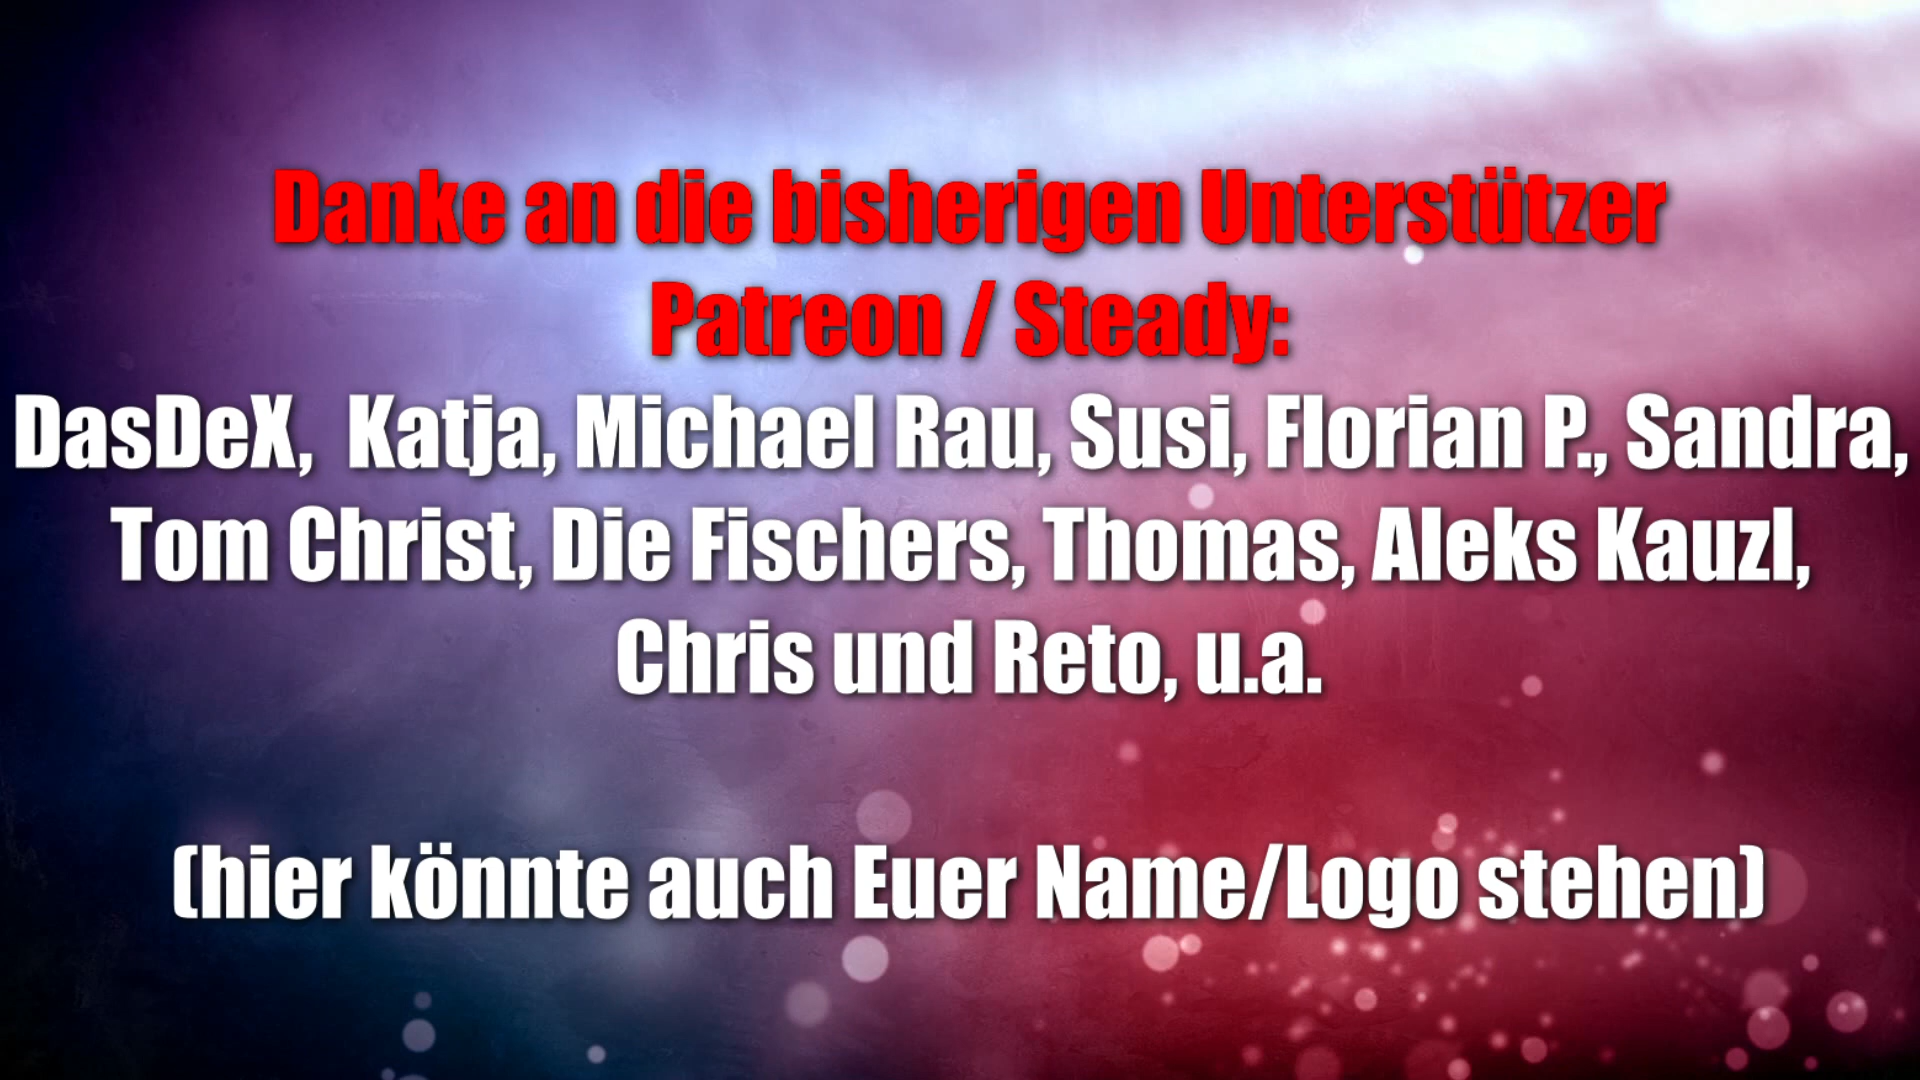 Danke an die bisherigen Unterstützer
Patreon / Steady:
DasDeX,  Katja, Michael Rau, Susi, Florian P., Sandra,
Tom Christ, Die Fischers, Thomas, Aleks Kauzl,
Chris und Reto, u.a.
(hier könnte auch Euer Name/Logo stehen)